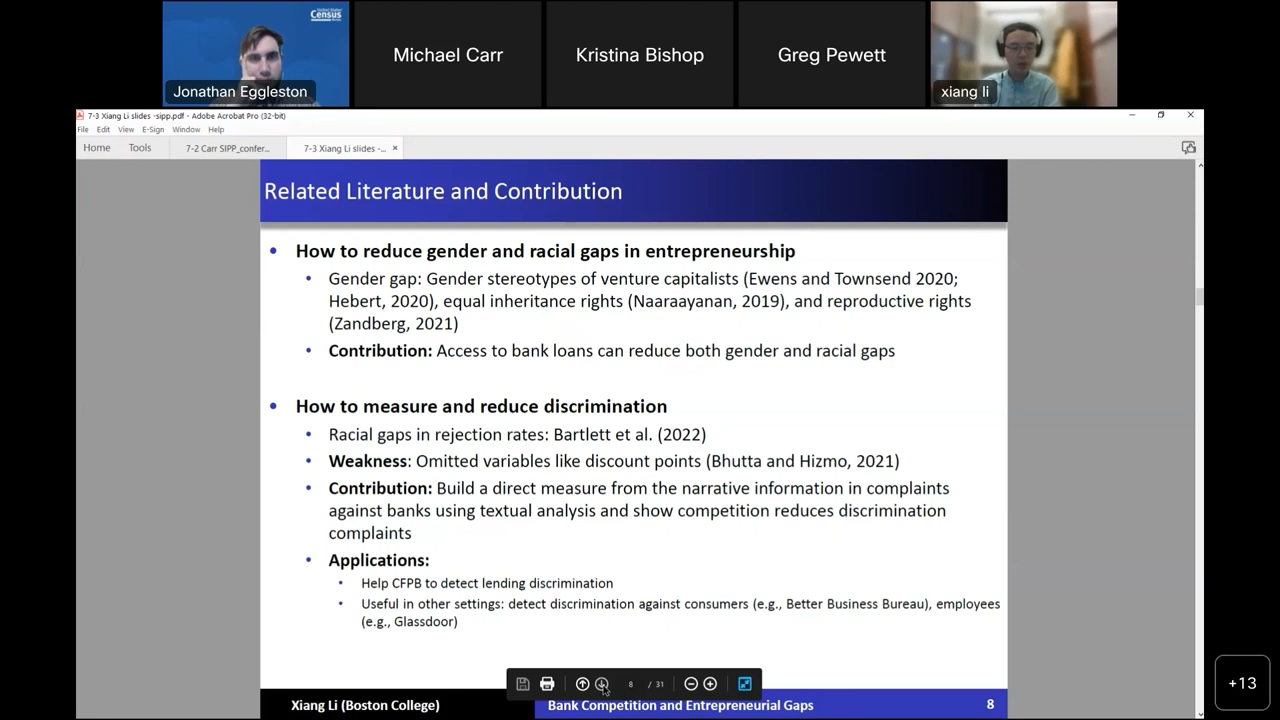 Census
Jonathan Eggleston
Michael Carr
Kristina Bishop
Greg Pewett
xiang li
7-3 Xiang Li slides -sipp.pdf - Adobe Acrobat Pro (32-bit)
File Edit View E-Sign Window Help
Home Tools 7-2 Carr SIPP_confer... 7-3 Xiang Li slides -...
Related Literature and Contribution
• How to reduce gender and racial gaps in entrepreneurship
• Gender gap: Gender stereotypes of venture capitalists (Ewens and Townsend 2020;
Hebert, 2020), equal inheritance rights (Naaraayanan, 2019), and reproductive rights
(Zandberg, 2021)
• Contribution: Access to bank loans can reduce both gender and racial gaps
• How to measure and reduce discrimination
• Racial gaps in rejection rates: Bartlett et al. (2022)
• Weakness: Omitted variables like discount points (Bhutta and Hizmo, 2021)
• Contribution: Build a direct measure from the narrative information in complaints
against banks using textual analysis and show competition reduces discrimination
complaints
• Applications:
• Help CFPB to detect lending discrimination
• Useful in other settings: detect discrimination against consumers (e.g., Better Business Bureau), employees
(e.g., Glassdoor)
8 / 31
+13
Xiang Li (Boston College) Bank Competition and Entrepreneurial Gaps 8